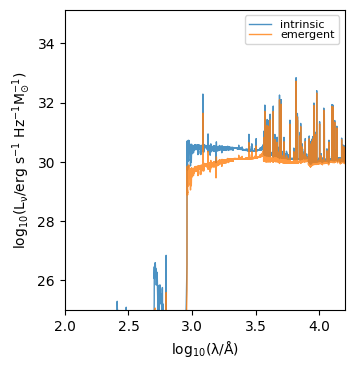 intrinsic
emergent
log₁₀(Lν/erg s⁻¹ Hz⁻¹M⊙⁻¹)
34
32
30
28
26
2.0 2.5 3.0 3.5 4.0
log₁₀(λ/Å)